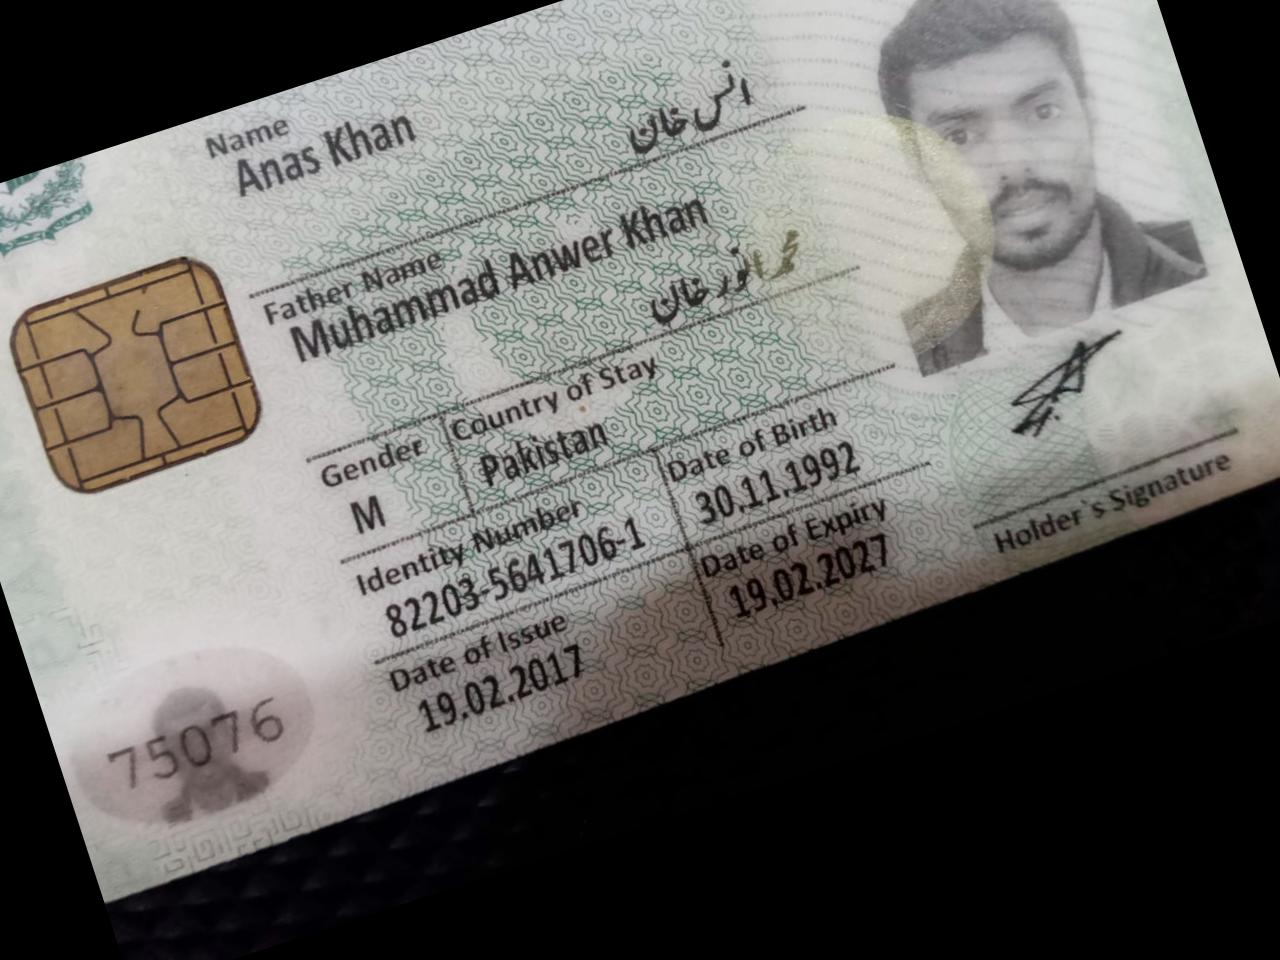 Name
Anas Khan
انس خان
Father Name
Muhammad Anwer Khan
محمد انور خان
Gender
Country of Stay
M
Pakistan
Identity Number
Date of Birth
82203-5641706-1
30.11.1992
Date of Issue
Date of Expiry
19.02.2017
19.02.2027
Holder`s Signature
75076